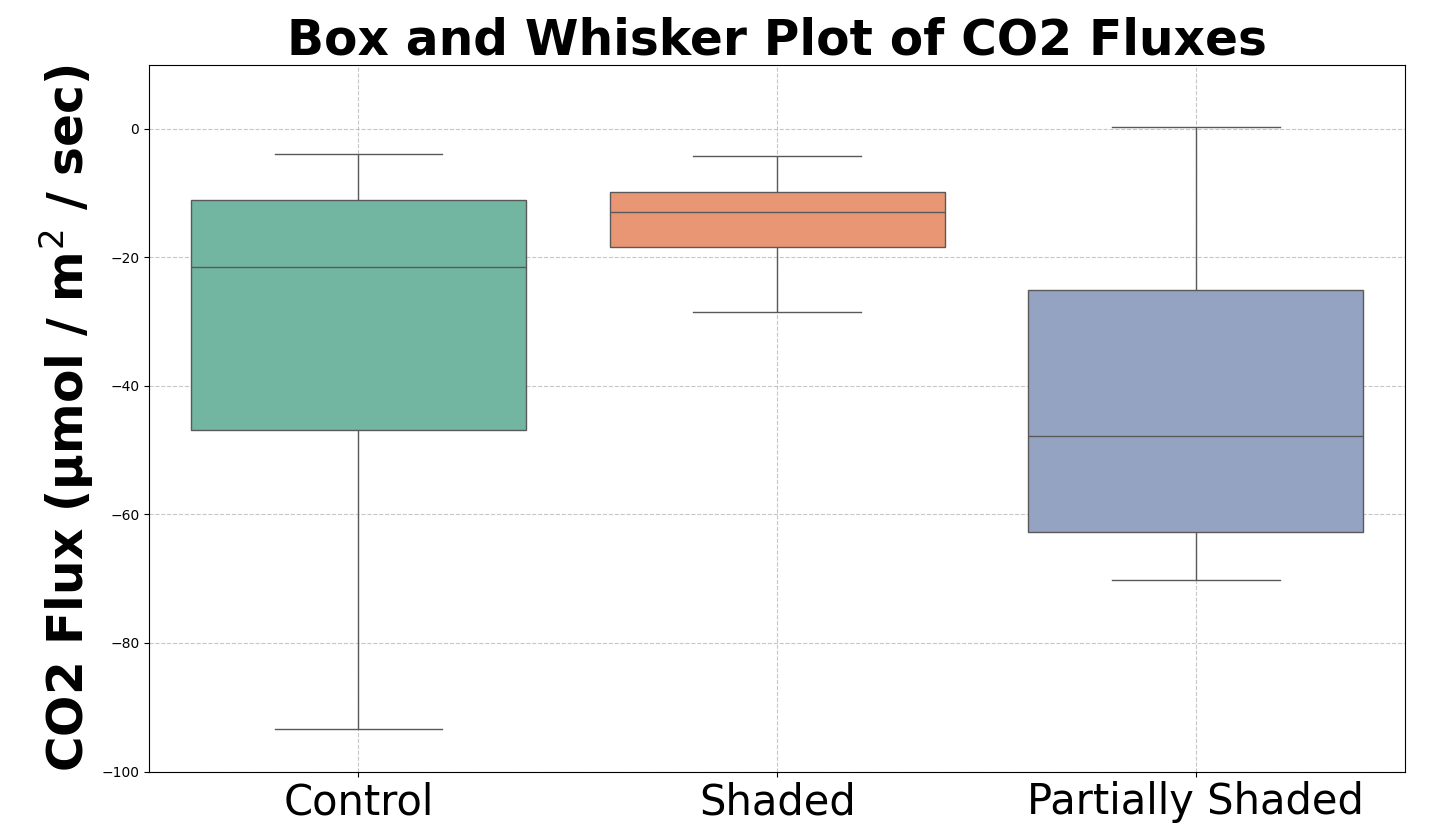 Box and Whisker Plot of CO2 Fluxes
CO2 Flux (μmol / m² / sec)
0
−20
−40
−60
−80
−100
Control
Shaded
Partially Shaded